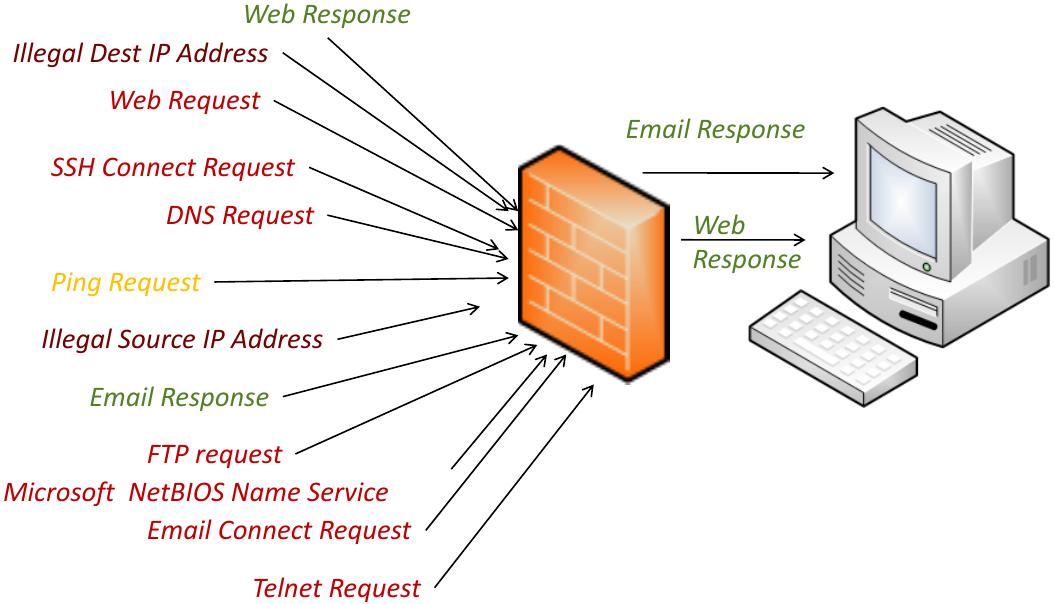 Web Response
Illegal Dest IP Address
Web Request
SSH Connect Request
DNS Request
Ping Request
Illegal Source IP Address
Email Response
FTP request
Microsoft  NetBIOS Name Service
Email Connect Request
Telnet Request
Email Response
Web
Response